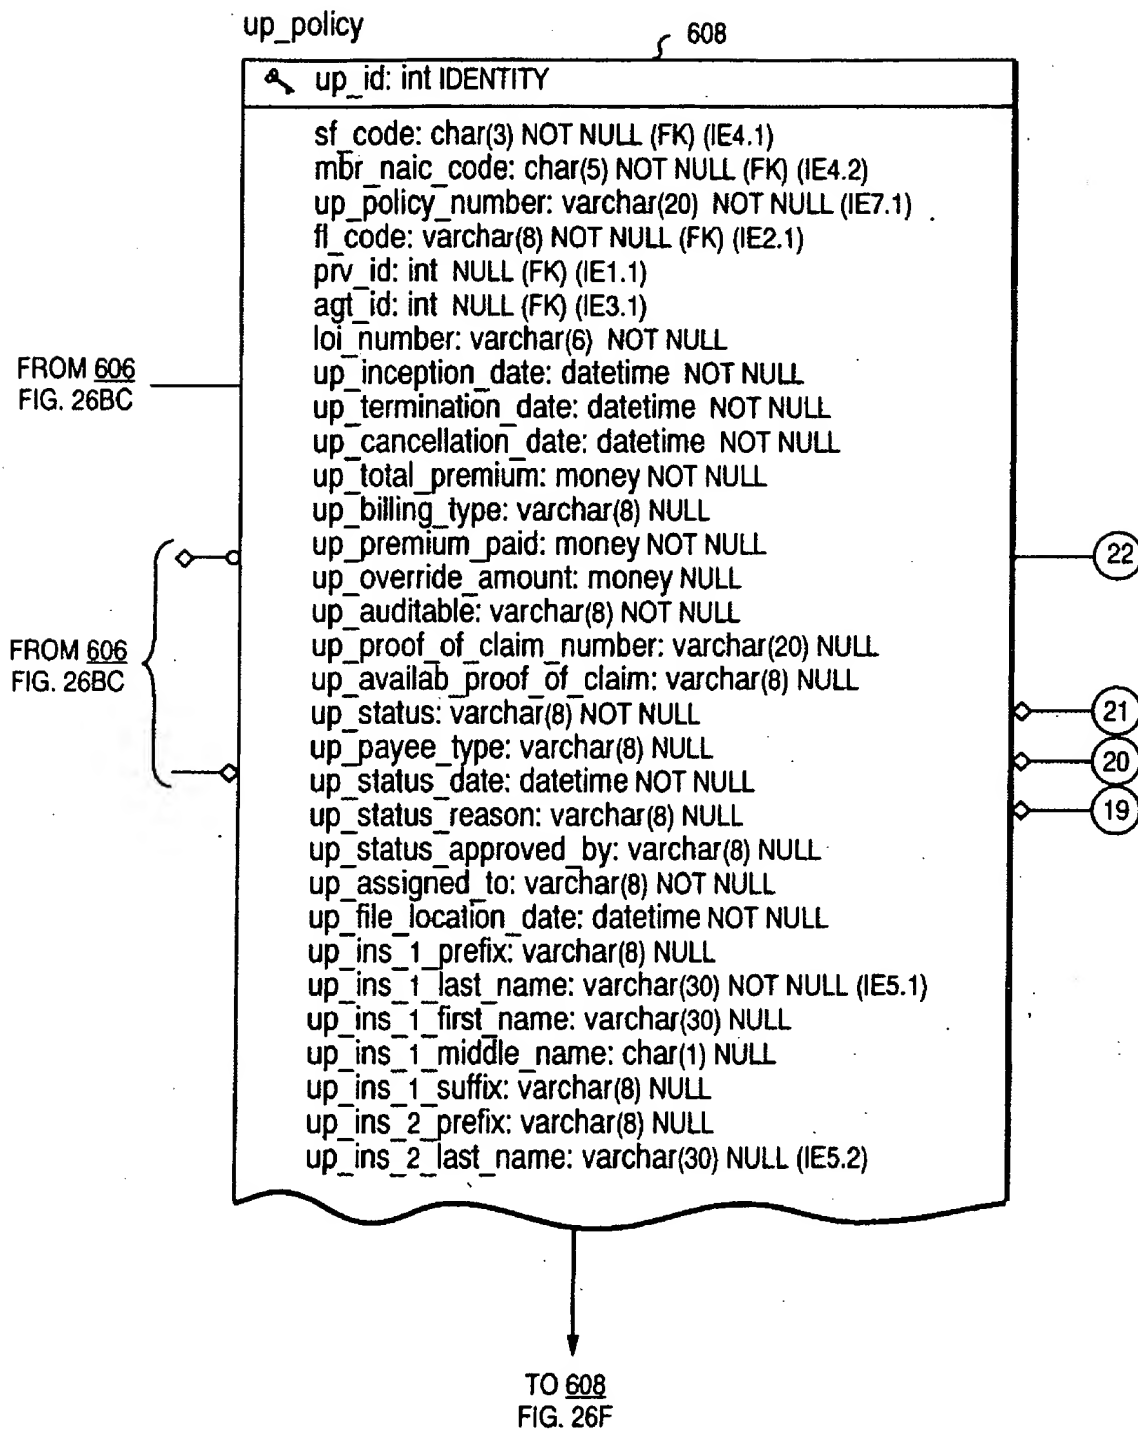 up_policy
608
up_id: int IDENTITY
sf_code: char(3) NOT NULL (FK) (IE4.1)
mbr_naic_code: char(5) NOT NULL (FK) (IE4.2)
up_policy_number: varchar(20) NOT NULL (IE7.1)
fl_code: varchar(8) NOT NULL (FK) (IE2.1)
prv_id: int NULL (FK) (IE1.1)
agt_id: int NULL (FK) (IE3.1)
loi_number: varchar(6) NOT NULL
up_inception_date: datetime NOT NULL
up_termination_date: datetime NOT NULL
up_cancellation_date: datetime NOT NULL
up_total_premium: money NOT NULL
up_billing_type: varchar(8) NULL
up_premium_paid: money NOT NULL
up_override_amount: money NULL
up_auditable: varchar(8) NOT NULL
up_proof_of_claim_number: varchar(20) NULL
up_availab_proof_of_claim: varchar(8) NULL
up_status: varchar(8) NOT NULL
up_payee_type: varchar(8) NULL
up_status_date: datetime NOT NULL
up_status_reason: varchar(8) NULL
up_status_approved_by: varchar(8) NULL
up_assigned_to: varchar(8) NOT NULL
up_file_location_date: datetime NOT NULL
up_ins_1_prefix: varchar(8) NULL
up_ins_1_last_name: varchar(30) NOT NULL (IE5.1)
up_ins_1_first_name: varchar(30) NULL
up_ins_1_middle_name: char(1) NULL
up_ins_1_suffix: varchar(8) NULL
up_ins_2_prefix: varchar(8) NULL
up_ins_2_last_name: varchar(30) NULL (IE5.2)
FROM 606
FIG. 26BC
FROM 606
FIG. 26BC
22
21
20
19
TO 608
FIG. 26F